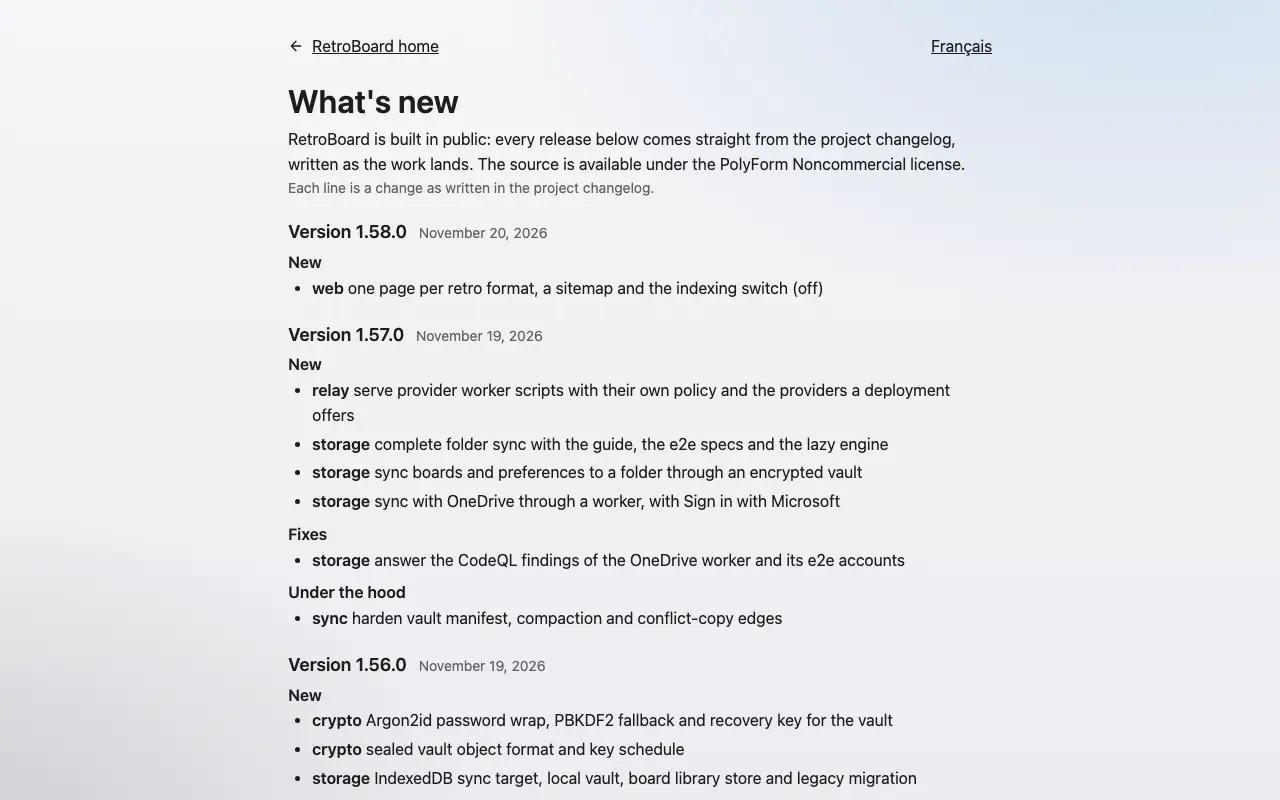 ← RetroBoard home
Français
What's new
RetroBoard is built in public: every release below comes straight from the project changelog,
written as the work lands. The source is available under the PolyForm Noncommercial license.
Each line is a change as written in the project changelog.
Version 1.58.0 November 20, 2026
New
• web one page per retro format, a sitemap and the indexing switch (off)
Version 1.57.0 November 19, 2026
New
• relay serve provider worker scripts with their own policy and the providers a deployment
offers
• storage complete folder sync with the guide, the e2e specs and the lazy engine
• storage sync boards and preferences to a folder through an encrypted vault
• storage sync with OneDrive through a worker, with Sign in with Microsoft
Fixes
• storage answer the CodeQL findings of the OneDrive worker and its e2e accounts
Under the hood
• sync harden vault manifest, compaction and conflict-copy edges
Version 1.56.0 November 19, 2026
New
• crypto Argon2id password wrap, PBKDF2 fallback and recovery key for the vault
• crypto sealed vault object format and key schedule
• storage IndexedDB sync target, local vault, board library store and legacy migration